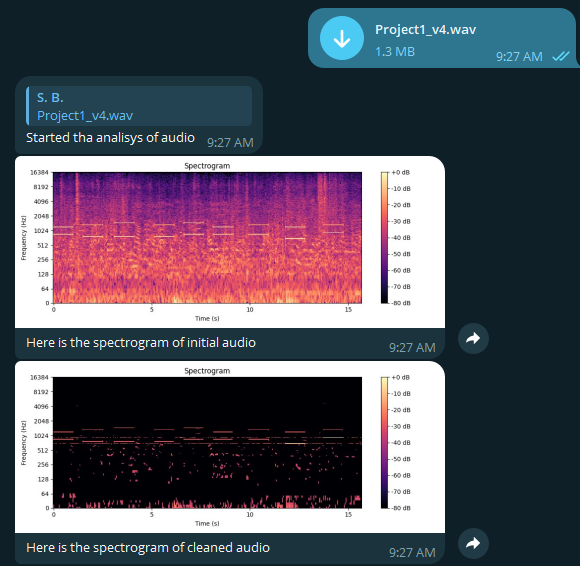 Project1_v4.wav
1.3 MB
9:27 AM
S. B.
Project1_v4.wav
Started tha analisys of audio
9:27 AM
Spectrogram
16384
8192
4096
2048
1024
512
256
128
64
0
Frequency (Hz)
0 5 10 15
Time (s)
+0 dB
-10 dB
-20 dB
-30 dB
-40 dB
-50 dB
-60 dB
-70 dB
-80 dB
Here is the spectrogram of initial audio
9:27 AM
Spectrogram
16384
8192
4096
2048
1024
512
256
128
64
0
Frequency (Hz)
0 5 10 15
Time (s)
+0 dB
-10 dB
-20 dB
-30 dB
-40 dB
-50 dB
-60 dB
-70 dB
-80 dB
Here is the spectrogram of cleaned audio
9:27 AM